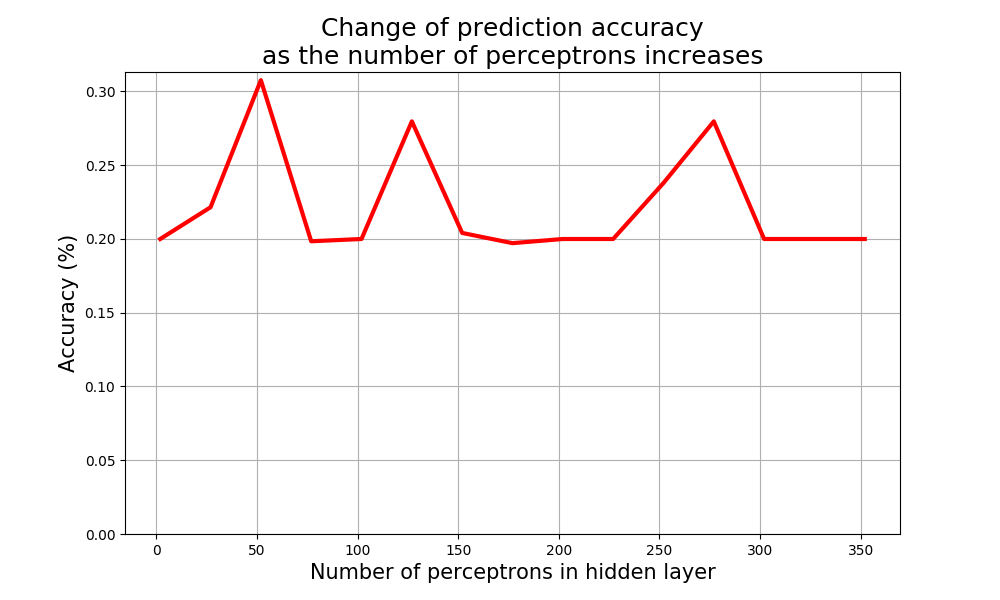 Change of prediction accuracy
as the number of perceptrons increases
0.30
0.25
0.20
0.15
0.10
0.05
0.00
Accuracy (%)
0 50 100 150 200 250 300 350
Number of perceptrons in hidden layer